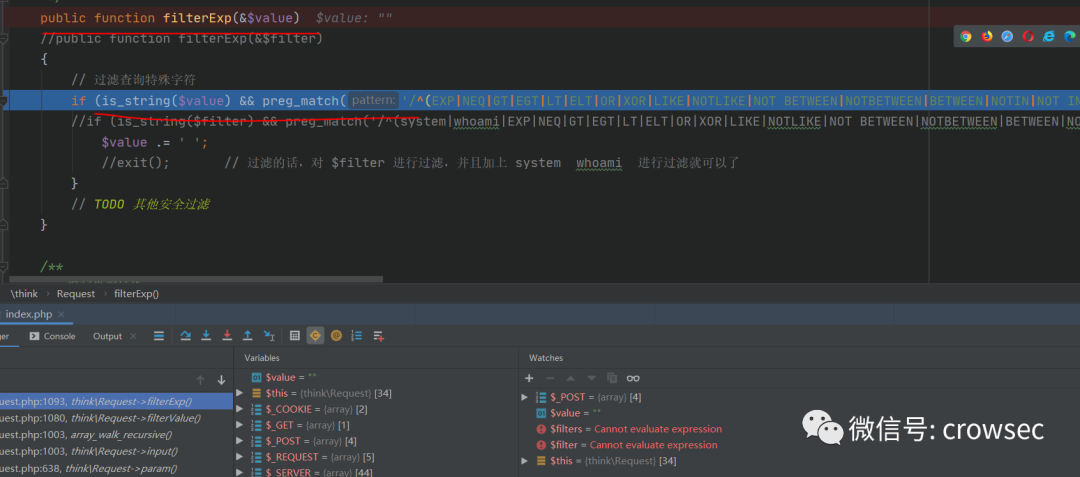 public function filterExp(&$value)   $value: ""
//public function filterExp(&$filter)
{
// 过滤查询特殊字符
if (is_string($value) && preg_match( pattern: '/^(EXP|NEQ|GT|EGT|LT|ELT|OR|XOR|LIKE|NOTLIKE|NOT BETWEEN|NOTBETWEEN|BETWEEN|NOTIN|NOT IN
//if (is_string($filter) && preg_match('/^(system|whoami|EXP|NEQ|GT|EGT|LT|ELT|OR|XOR|LIKE|NOTLIKE|NOT BETWEEN|NOTBETWEEN|BETWEEN|NO
$value .= ' ';
//exit();       // 过滤的话，对 $filter 进行过滤，并且加上 system  whoami  进行过滤就可以了
}
// TODO 其他安全过滤
}
/**
\think › Request › filterExp()
index.php ×
ger Console Output ×
Variables
Watches
$value = ""
$this = {think\Request} [34]
$_COOKIE = {array} [2]
$_GET = {array} [1]
$_POST = {array} [4]
$_REQUEST = {array} [5]
$_SERVER = {array} [44]
uest.php:1093, think\Request->filterExp()
uest.php:1080, think\Request->filterValue()
uest.php:1003, array_walk_recursive()
uest.php:1003, think\Request->input()
uest.php:638, think\Request->param()
$_POST = {array} [4]
$value = ""
$filters = Cannot evaluate expression
$filter = Cannot evaluate expression
$this = {think\Request} [34]
微信号: crowsec